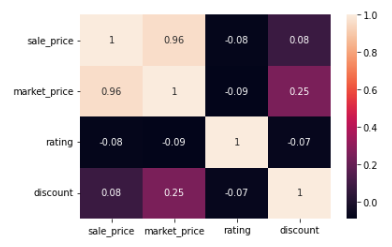 sale_price 1 0.96 -0.08 0.08
market_price 0.96 1 -0.09 0.25
rating -0.08 -0.09 1 -0.07
discount 0.08 0.25 -0.07 1
sale_price market_price rating discount
1.0
0.8
0.6
0.4
0.2
0.0